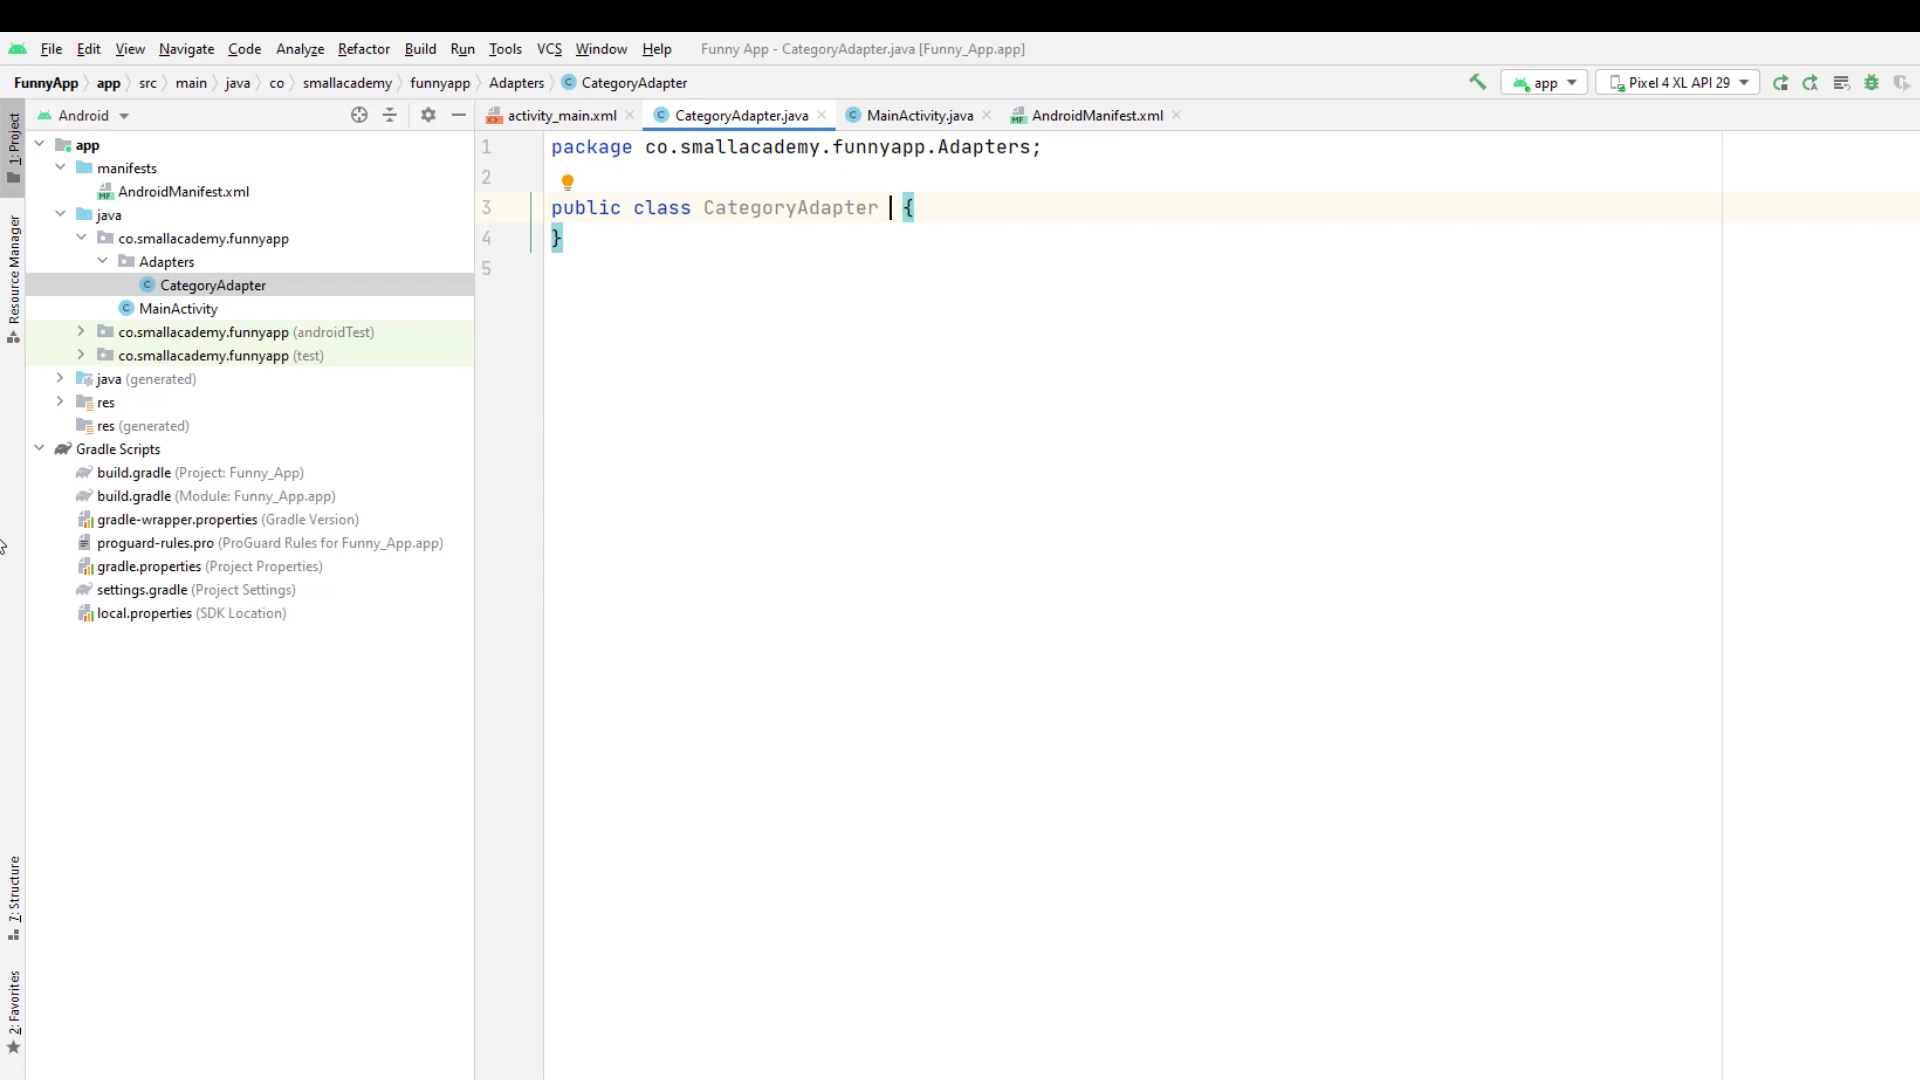 File Edit View Navigate Code Analyze Refactor Build Run Tools VCS Window Help Funny App - CategoryAdapter.java [Funny_App.app]
FunnyApp app src main java co smallacademy funnyapp Adapters CategoryAdapter app Pixel 4 XL API 29
Android
activity_main.xml CategoryAdapter.java MainActivity.java AndroidManifest.xml
1: Project
Resource Manager
7: Structure
2: Favorites
app
manifests
AndroidManifest.xml
java
co.smallacademy.funnyapp
Adapters
CategoryAdapter
MainActivity
co.smallacademy.funnyapp (androidTest)
co.smallacademy.funnyapp (test)
java (generated)
res
res (generated)
Gradle Scripts
build.gradle (Project: Funny_App)
build.gradle (Module: Funny_App.app)
gradle-wrapper.properties (Gradle Version)
proguard-rules.pro (ProGuard Rules for Funny_App.app)
gradle.properties (Project Properties)
settings.gradle (Project Settings)
local.properties (SDK Location)
1 package co.smallacademy.funnyapp.Adapters;
2
3 public class CategoryAdapter {
4 }
5